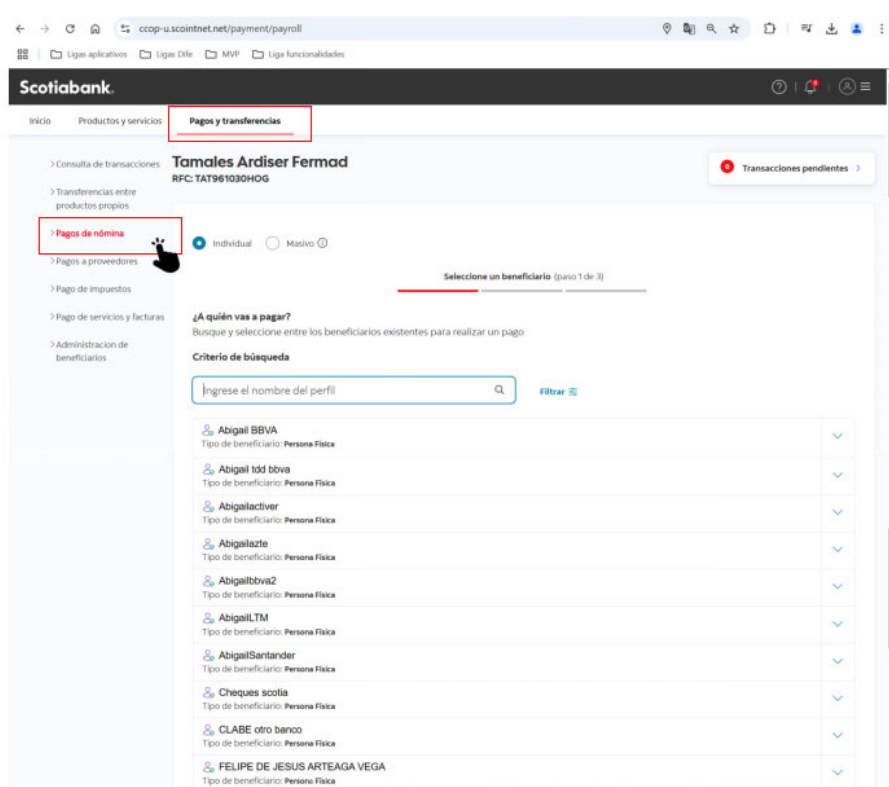 ccop-u.scointnet.net/payment/payroll
Ligas aplicativos Ligas Dife MVP Liga funcionalidades
Scotiabank.
Inicio Productos y servicios Pagos y transferencias
Consulta de transacciones
Transferencias entre
productos propios
Pagos de nómina
Pagos a proveedores
Pago de impuestos
Pago de servicios y facturas
Administracion de
beneficiarios
Tamales Ardiser Fermad
RFC: TAT961030HOG
0 Transacciones pendientes
Individual Masivo
Seleccione un beneficiario (paso 1 de 3)
¿A quién vas a pagar?
Busque y seleccione entre los beneficiarios existentes para realizar un pago
Criterio de búsqueda
Ingrese el nombre del perfil
Filtrar
Abigail BBVA
Tipo de beneficiario: Persona Física
Abigail tdd bbva
Tipo de beneficiario: Persona Física
Abigailactiver
Tipo de beneficiario: Persona Física
Abigailazte
Tipo de beneficiario: Persona Física
Abigailbbva2
Tipo de beneficiario: Persona Física
AbigailLTM
Tipo de beneficiario: Persona Física
AbigailSantander
Tipo de beneficiario: Persona Física
Cheques scotia
Tipo de beneficiario: Persona Física
CLABE otro banco
Tipo de beneficiario: Persona Física
FELIPE DE JESUS ARTEAGA VEGA
Tipo de beneficiario: Persona Física